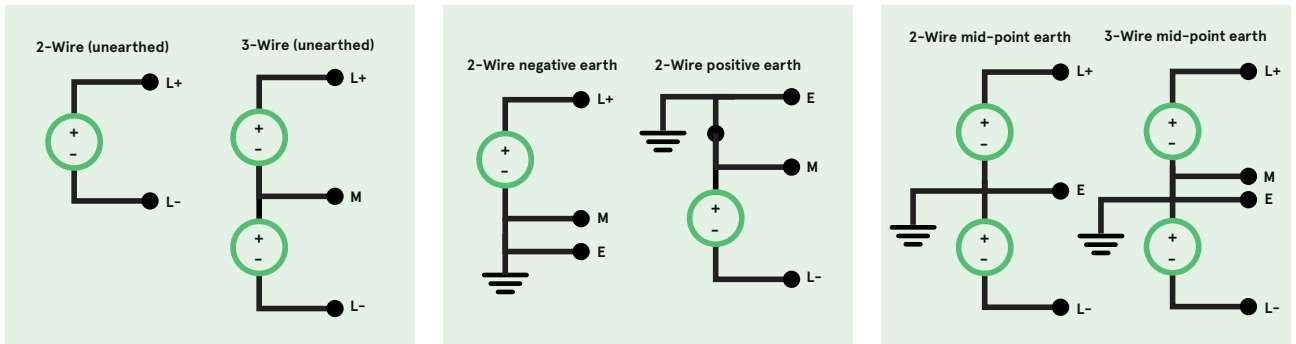 2-Wire (unearthed)
L+
+
-
L-
3-Wire (unearthed)
L+
+
-
M
+
-
L-
2-Wire negative earth
L+
+
-
M
E
2-Wire positive earth
E
M
+
-
L-
2-Wire mid-point earth
L+
+
-
E
+
-
L-
3-Wire mid-point earth
L+
+
-
M
E
+
-
L-